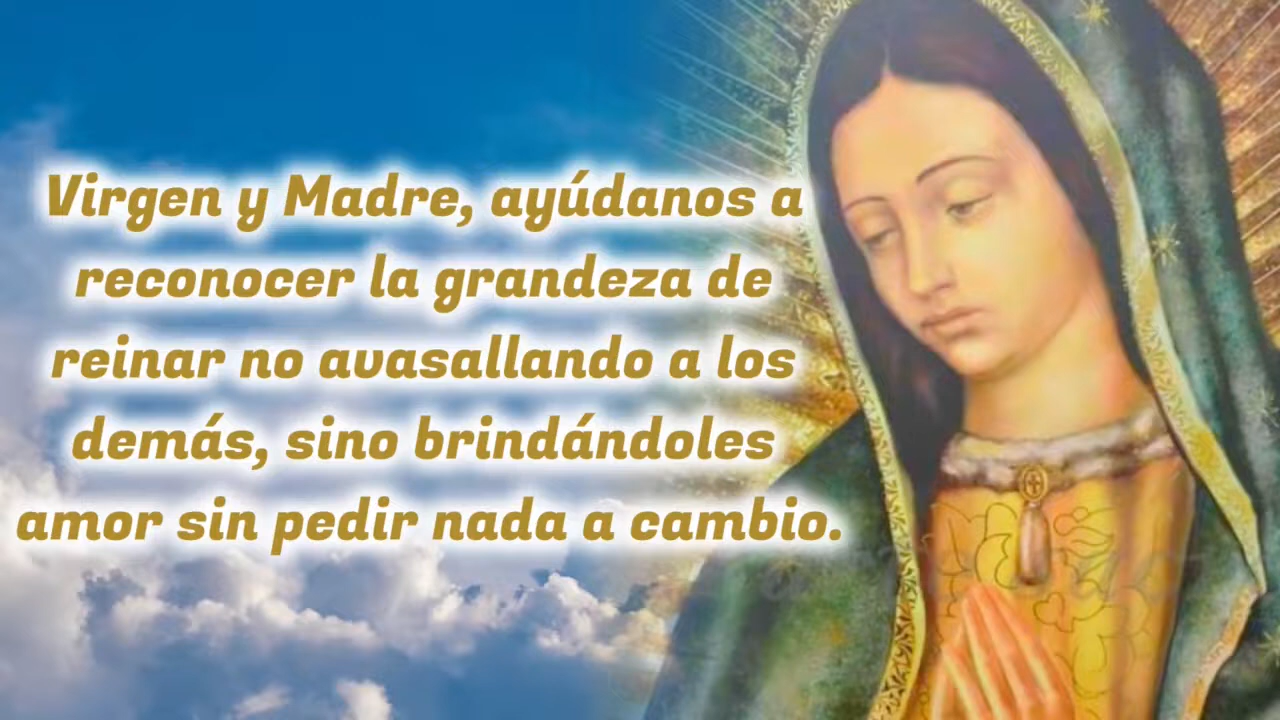 Virgen y Madre, ayúdanos a
reconocer la grandeza de
reinar no avasallando a los
demás, sino brindándoles
amor sin pedir nada a cambio.